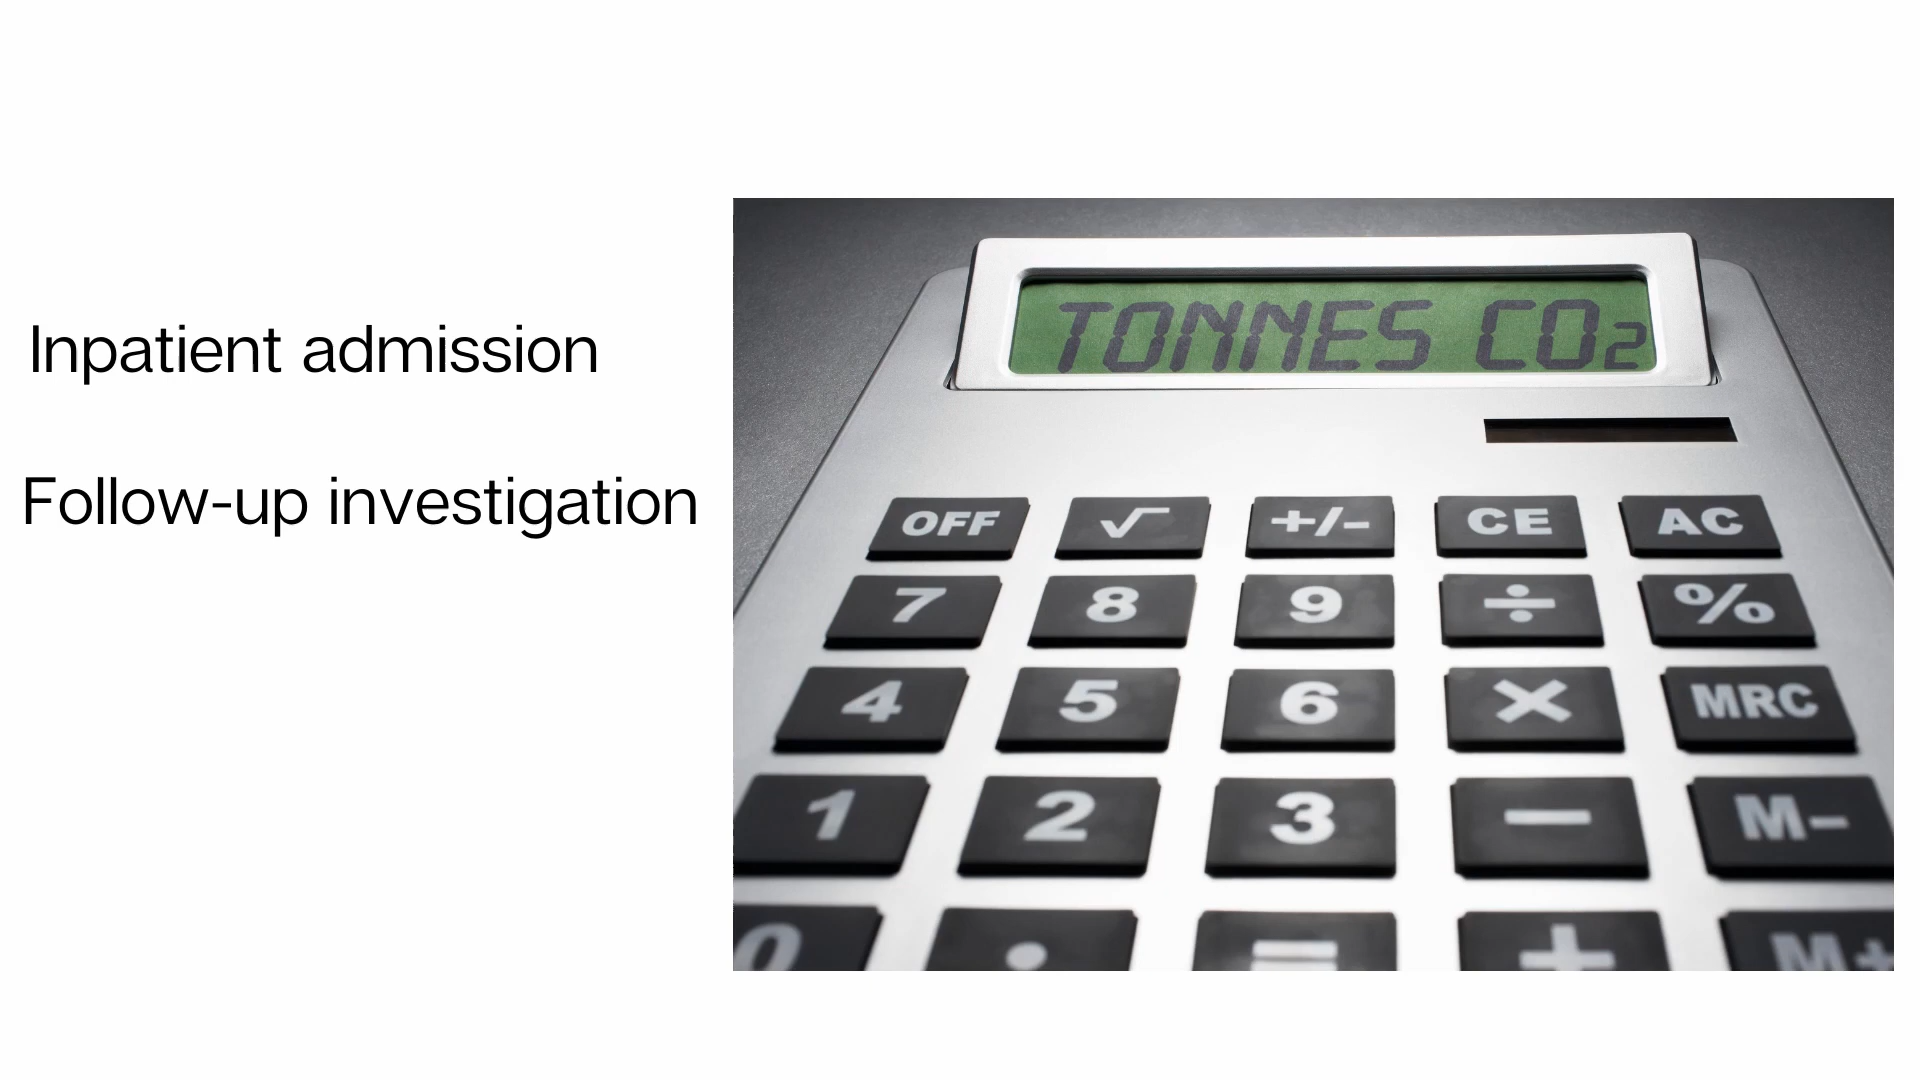 Inpatient admission
Follow-up investigation
TONNES CO₂
OFF √ +/- CE AC
7 8 9 ÷ %
4 5 6 × MRC
1 2 3 − M−
0 . = + M+